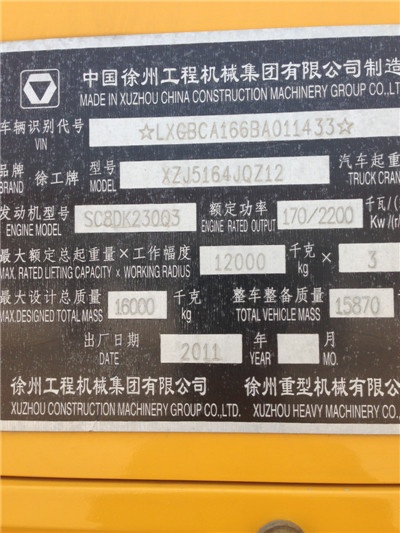 中国徐州工程机械集团有限公司制造
MADE IN XUZHOU CHINA CONSTRUCTION MACHINERY GROUP CO.,
车辆识别代号 ☆LXGBCA166BA011433☆
VIN
品牌 徐工牌 型号 XZJ5164JQZ12 汽车起重
BRAND MODEL TRUCK CRAN
发动机型号 SC8DK230Q3 额定功率 170/2200 千瓦/(
ENGINE MODEL ENGINE RATED OUTPUT Kw/(r/
最大额定总起重量×工作幅度 12000 千克 × 3
MAX. RATED LIFTING CAPACITY × WORKING RADIUS kg
最大设计总质量 16000 千克 整车整备质量 15870
MAX.DESIGNED TOTAL MASS kg TOTAL VEHICLE MASS
出厂日期 2011 年 月
DATE YEAR MO.
徐州工程机械集团有限公司 徐州重型机械有限公
XUZHOU CONSTRUCTION MACHINERY GROUP CO.,LTD. XUZHOU HEAVY MACHINERY CO.,